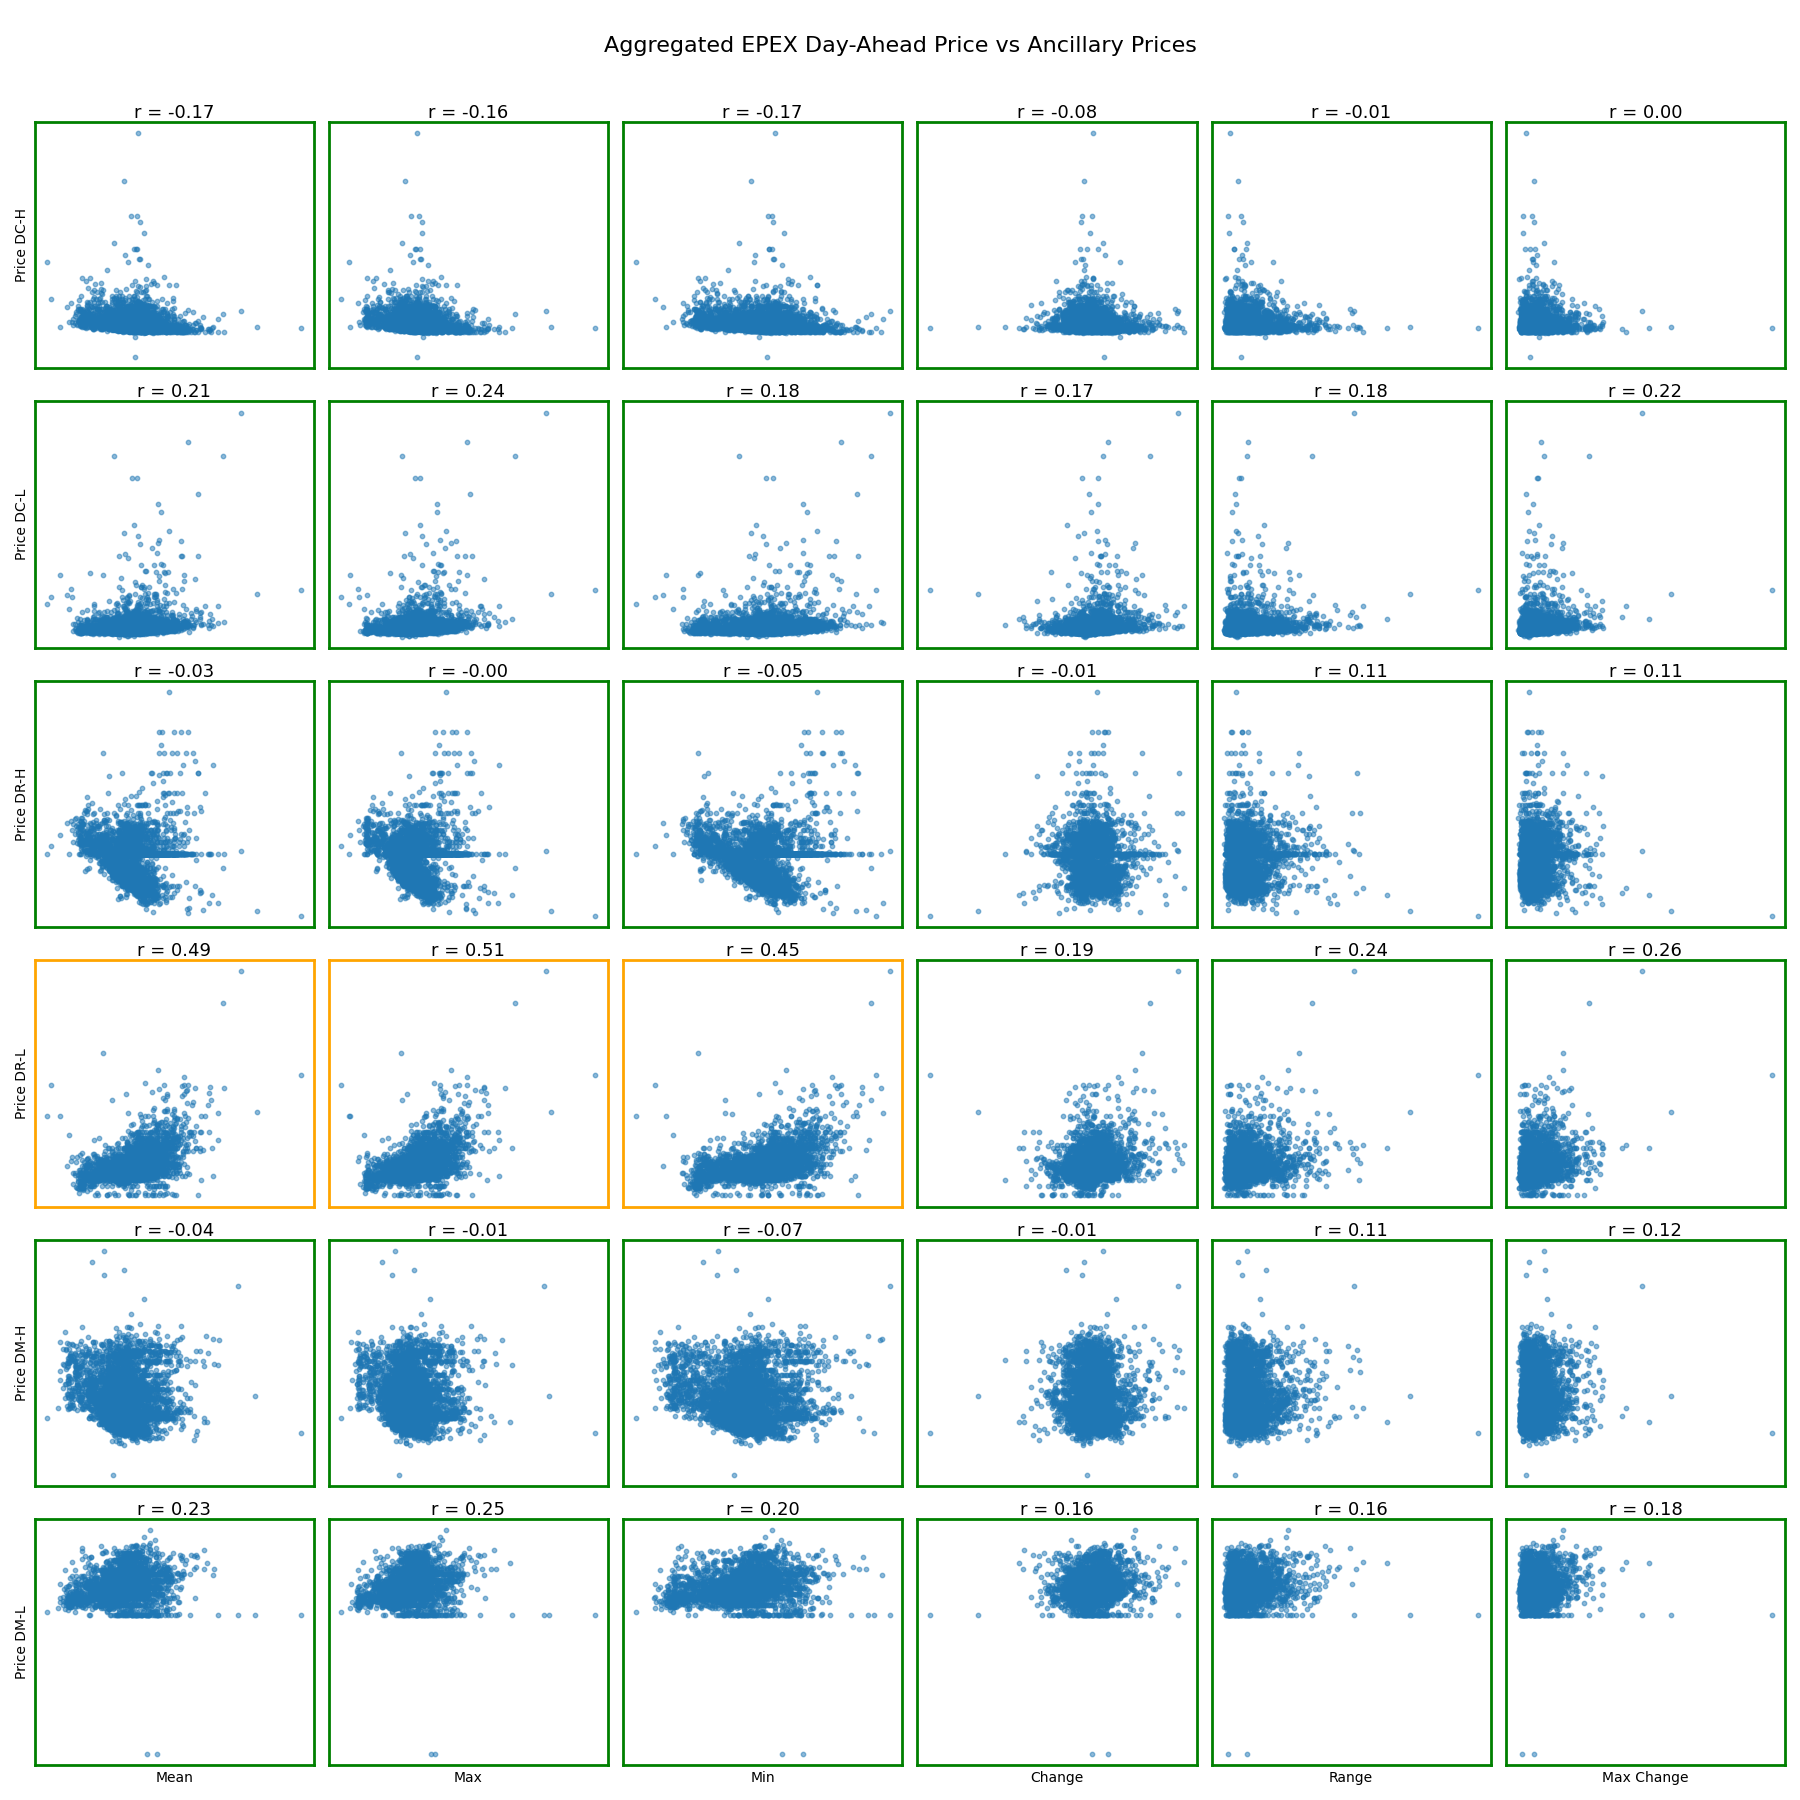 Aggregated EPEX Day-Ahead Price vs Ancillary Prices
r = -0.17
r = -0.16
r = -0.17
r = -0.08
r = -0.01
r = 0.00
Price DC-H
r = 0.21
r = 0.24
r = 0.18
r = 0.17
r = 0.18
r = 0.22
Price DC-L
r = -0.03
r = -0.00
r = -0.05
r = -0.01
r = 0.11
r = 0.11
Price DR-H
r = 0.49
r = 0.51
r = 0.45
r = 0.19
r = 0.24
r = 0.26
Price DR-L
r = -0.04
r = -0.01
r = -0.07
r = -0.01
r = 0.11
r = 0.12
Price DM-H
r = 0.23
r = 0.25
r = 0.20
r = 0.16
r = 0.16
r = 0.18
Price DM-L
Mean
Max
Min
Change
Range
Max Change